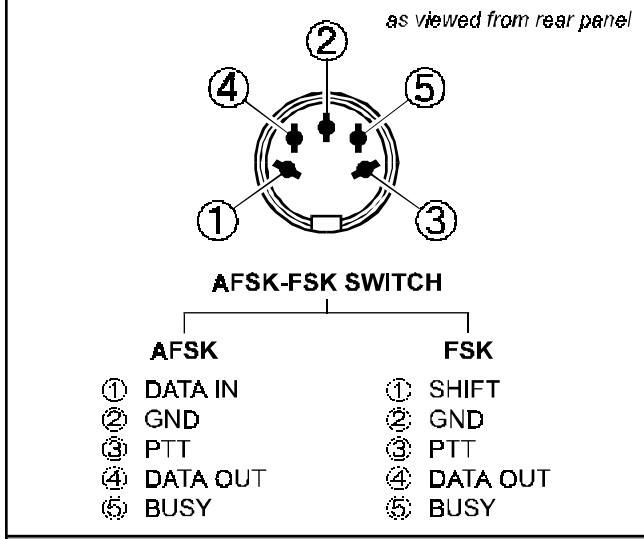 as viewed from rear panel
②
④ ⑤
① ③
AFSK-FSK SWITCH
AFSK FSK
① DATA IN ① SHIFT
② GND ② GND
③ PTT ③ PTT
④ DATA OUT ④ DATA OUT
⑤ BUSY ⑤ BUSY